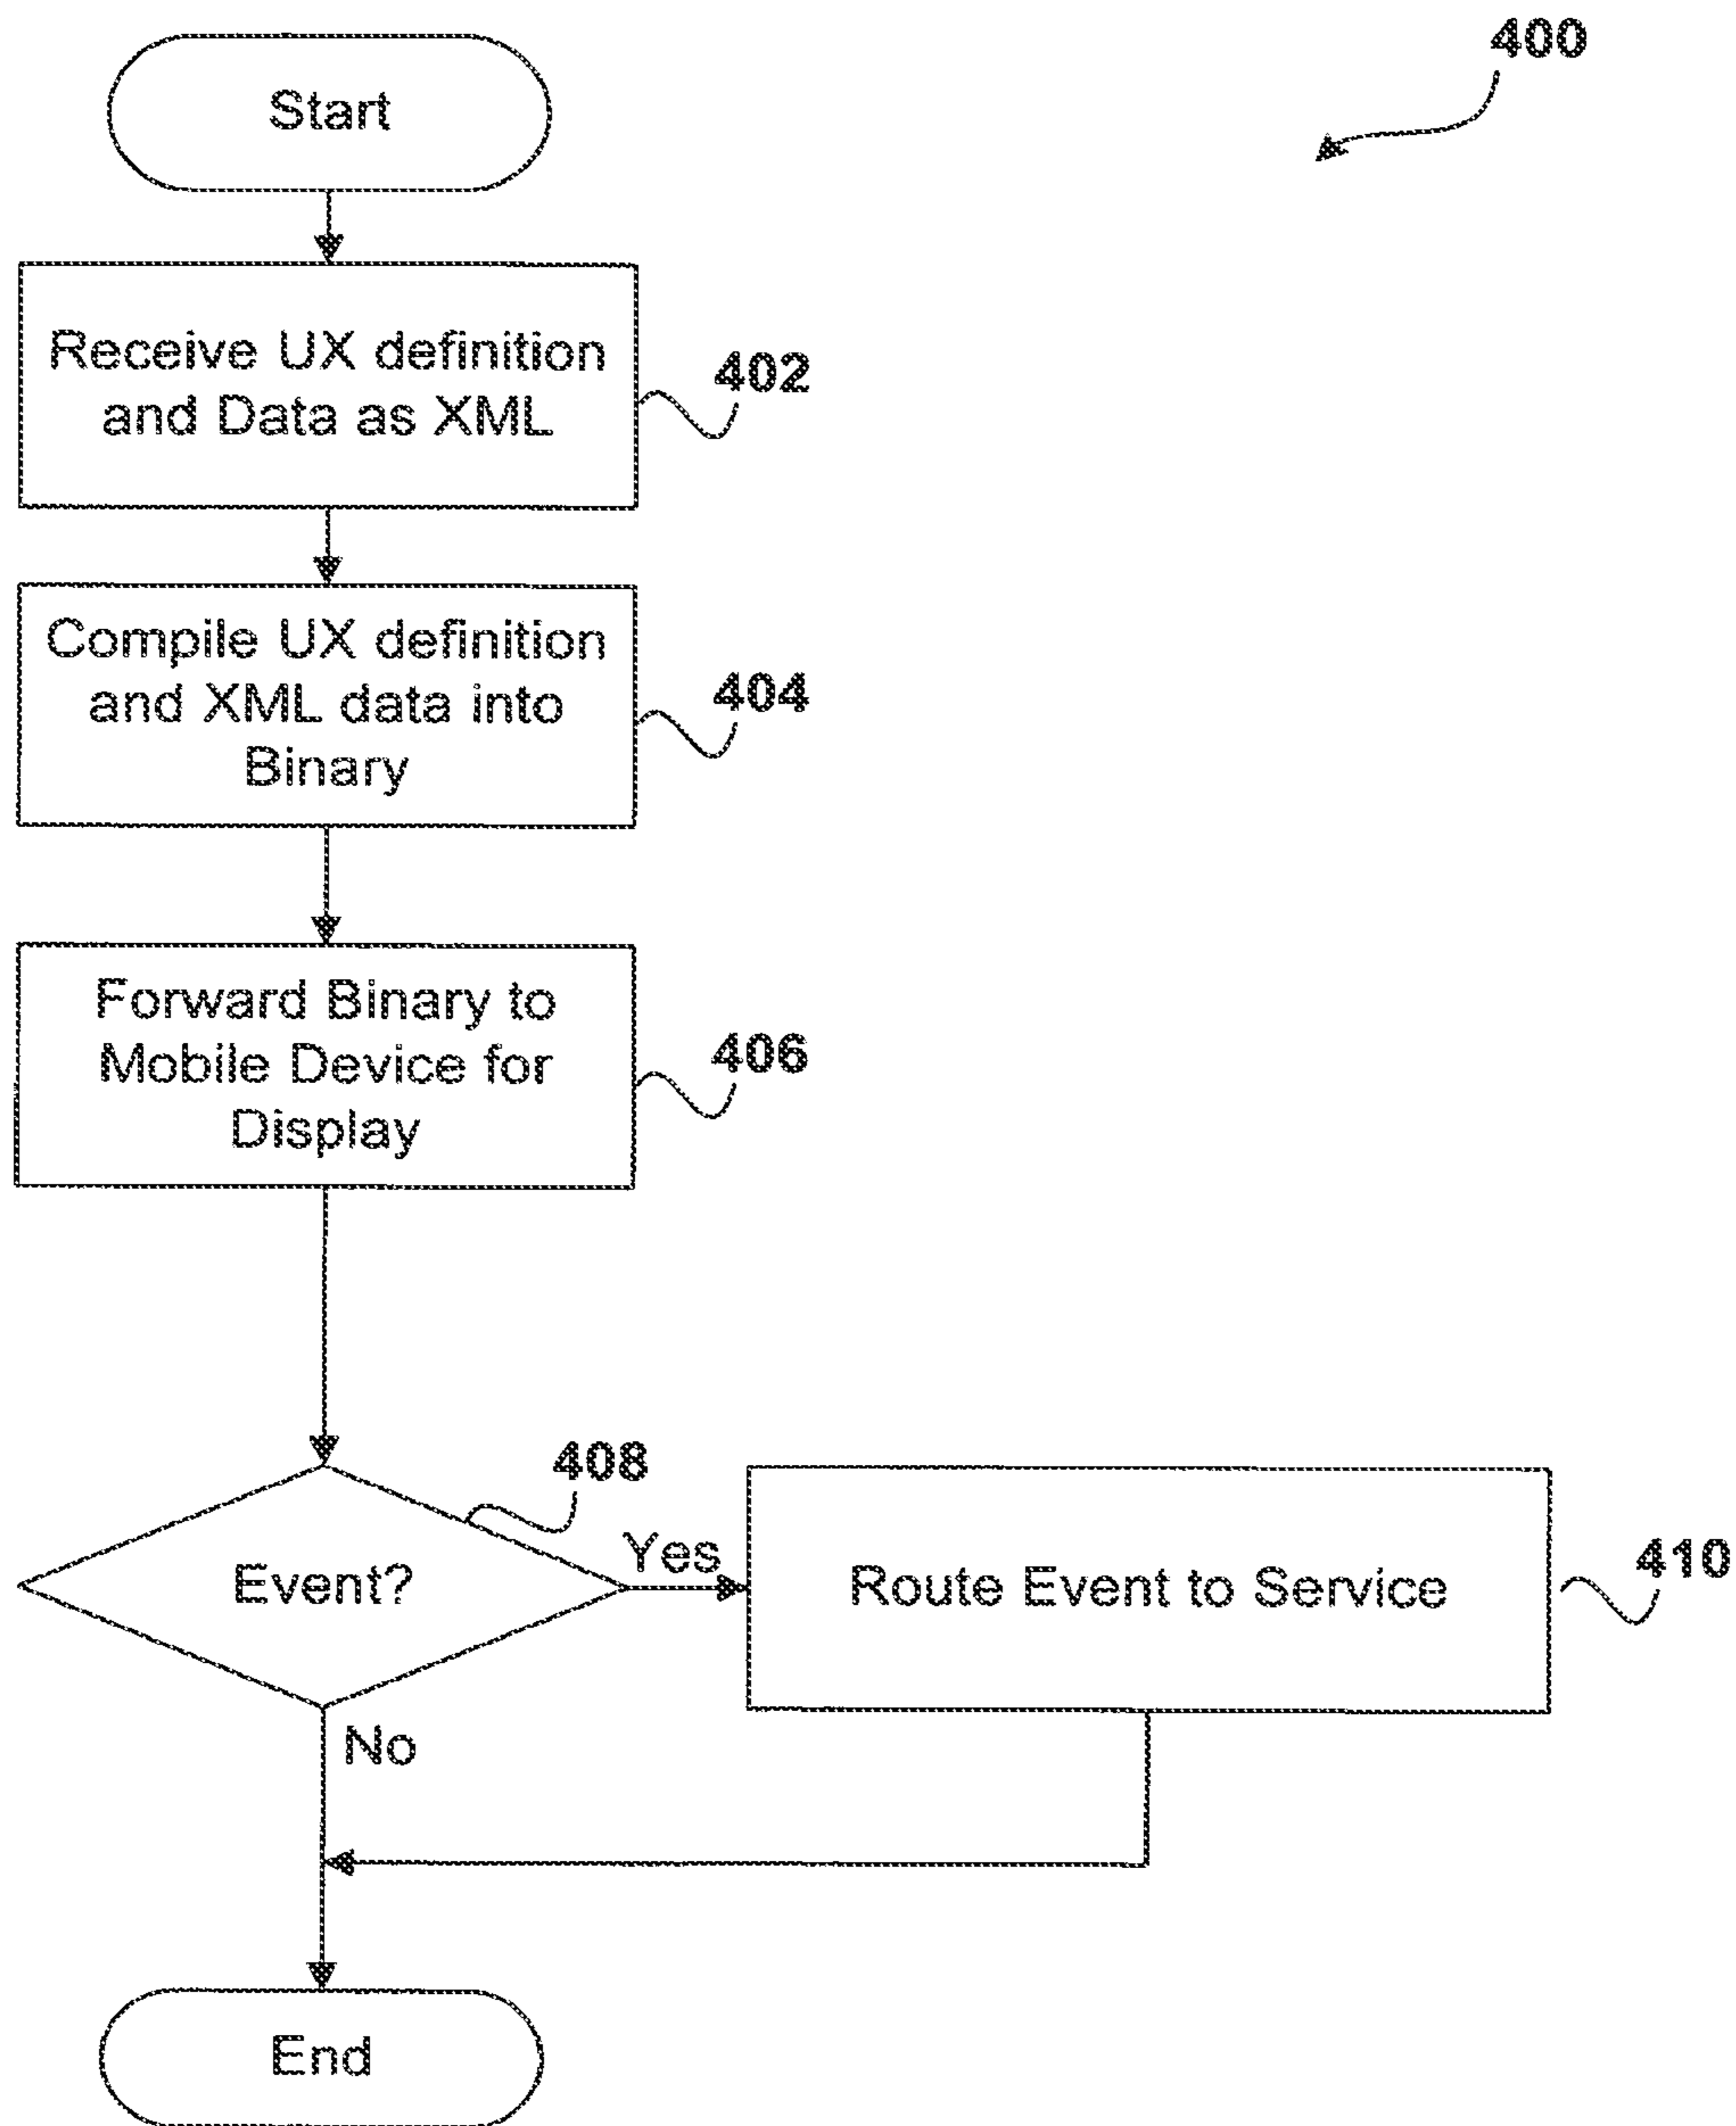 400
Start
Receive UX definition
and Data as XML
402
Compile UX definition
and XML data into
Binary
404
Forward Binary to
Mobile Device for
Display
406
408
Event?
Yes
Route Event to Service
410
No
End